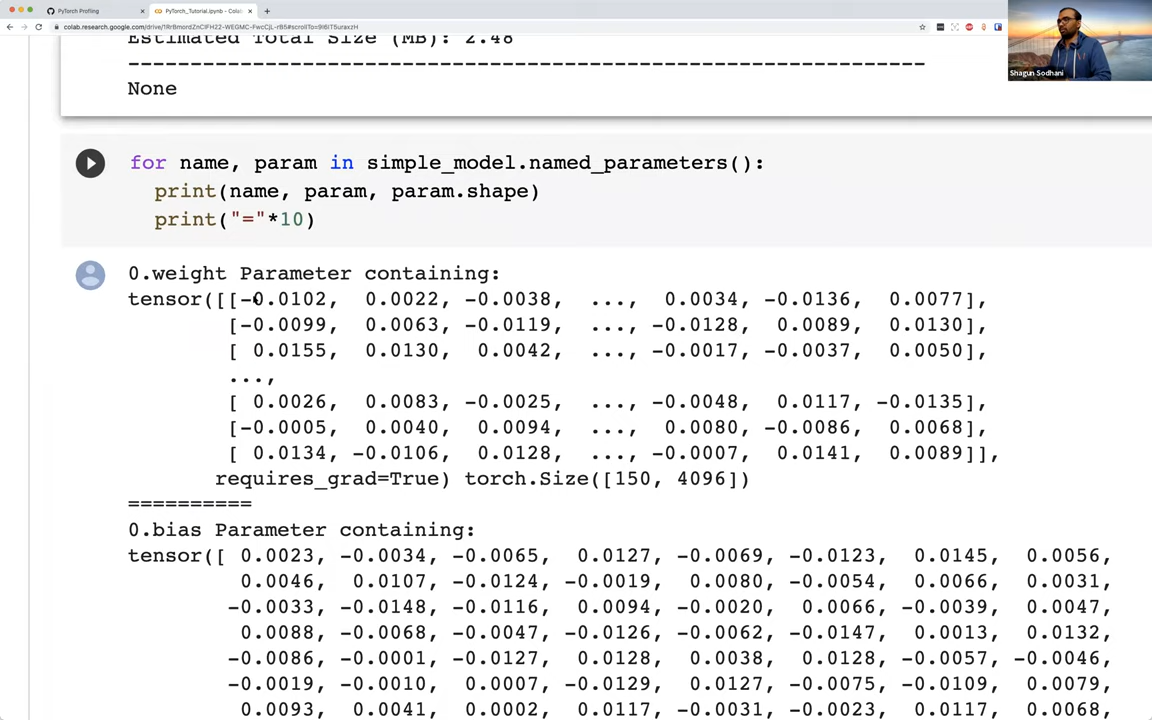 PyTorch Profling
PyTorch_Tutorial.ipynb - Colab
Estimated Total Size (MB): 2.48
----------------------------------------------------------------
None
for name, param in simple_model.named_parameters():
print(name, param, param.shape)
print("="*10)
0.weight Parameter containing:
tensor([[-0.0102, 0.0022, -0.0038, ..., 0.0034, -0.0136, 0.0077],
[-0.0099, 0.0063, -0.0119, ..., -0.0128, 0.0089, 0.0130],
[ 0.0155, 0.0130, 0.0042, ..., -0.0017, -0.0037, 0.0050],
...,
[ 0.0026, 0.0083, -0.0025, ..., -0.0048, 0.0117, -0.0135],
[-0.0005, 0.0040, 0.0094, ..., 0.0080, -0.0086, 0.0068],
[ 0.0134, -0.0106, 0.0128, ..., -0.0007, 0.0141, 0.0089]],
requires_grad=True) torch.Size([150, 4096])
==========
0.bias Parameter containing:
tensor([ 0.0023, -0.0034, -0.0065, 0.0127, -0.0069, -0.0123, 0.0145, 0.0056,
0.0046, 0.0107, -0.0124, -0.0019, 0.0080, -0.0054, 0.0066, 0.0031,
-0.0033, -0.0148, -0.0116, 0.0094, -0.0020, 0.0066, -0.0039, 0.0047,
0.0088, -0.0068, -0.0047, -0.0126, -0.0062, -0.0147, 0.0013, 0.0132,
-0.0086, -0.0001, -0.0127, 0.0128, 0.0038, 0.0128, -0.0057, -0.0046,
-0.0019, -0.0010, 0.0007, -0.0129, 0.0127, -0.0075, -0.0109, 0.0079,
0.0093, 0.0041, 0.0002, 0.0117, -0.0031, -0.0023, 0.0117, 0.0068,
Shagun Sodhani